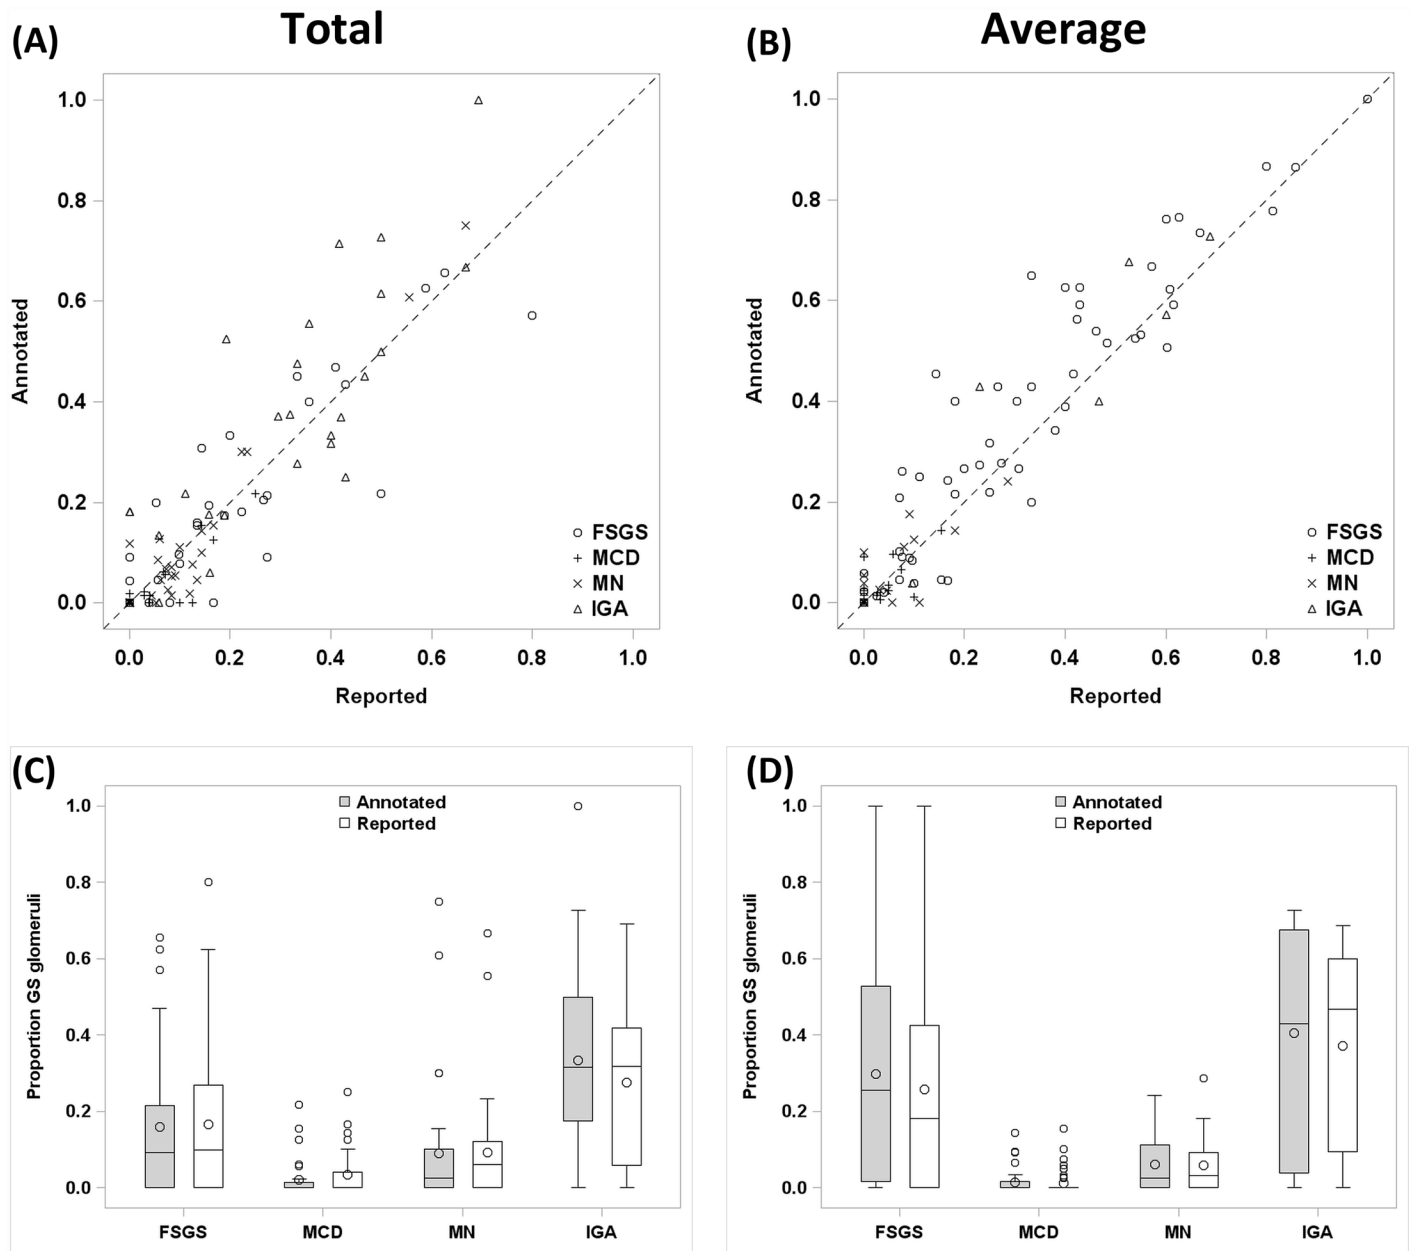 Total
Average
(A)
(B)
1.0
0.8
0.6
0.4
0.2
0.0
Annotated
FSGS
MCD
MN
IGA
0.0 0.2 0.4 0.6 0.8 1.0
Reported
1.0
0.8
0.6
0.4
0.2
0.0
Annotated
FSGS
MCD
MN
IGA
0.0 0.2 0.4 0.6 0.8 1.0
Reported
(C)
Annotated
Reported
1.0
0.8
0.6
0.4
0.2
0.0
Proportion GS glomeruli
FSGS MCD MN IGA
(D)
Annotated
Reported
1.0
0.8
0.6
0.4
0.2
0.0
Proportion GS glomeruli
FSGS MCD MN IGA